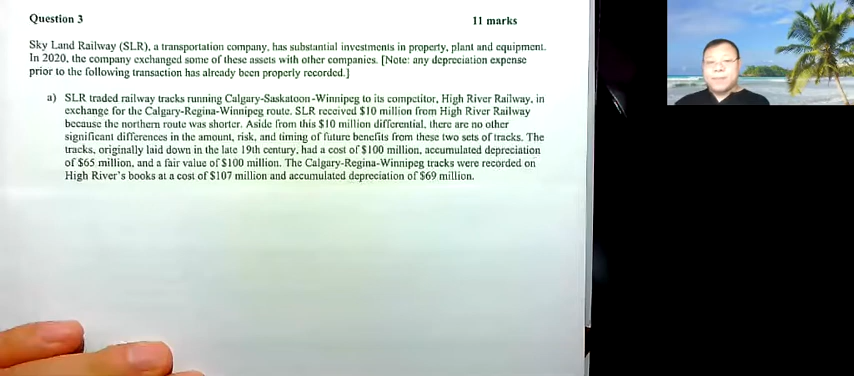 Question 3
11 marks
Sky Land Railway (SLR), a transportation company, has substantial investments in property, plant and equipment.
In 2020, the company exchanged some of these assets with other companies. [Note: any depreciation expense
prior to the following transaction has already been properly recorded.]
a) SLR traded railway tracks running Calgary-Saskatoon-Winnipeg to its competitor, High River Railway, in
exchange for the Calgary-Regina-Winnipeg route. SLR received $10 million from High River Railway
because the northern route was shorter. Aside from this $10 million differential, there are no other
significant differences in the amount, risk, and timing of future benefits from these two sets of tracks. The
tracks, originally laid down in the late 19th century, had a cost of $100 million, accumulated depreciation
of $65 million, and a fair value of $100 million. The Calgary-Regina-Winnipeg tracks were recorded on
High River's books at a cost of $107 million and accumulated depreciation of $69 million.